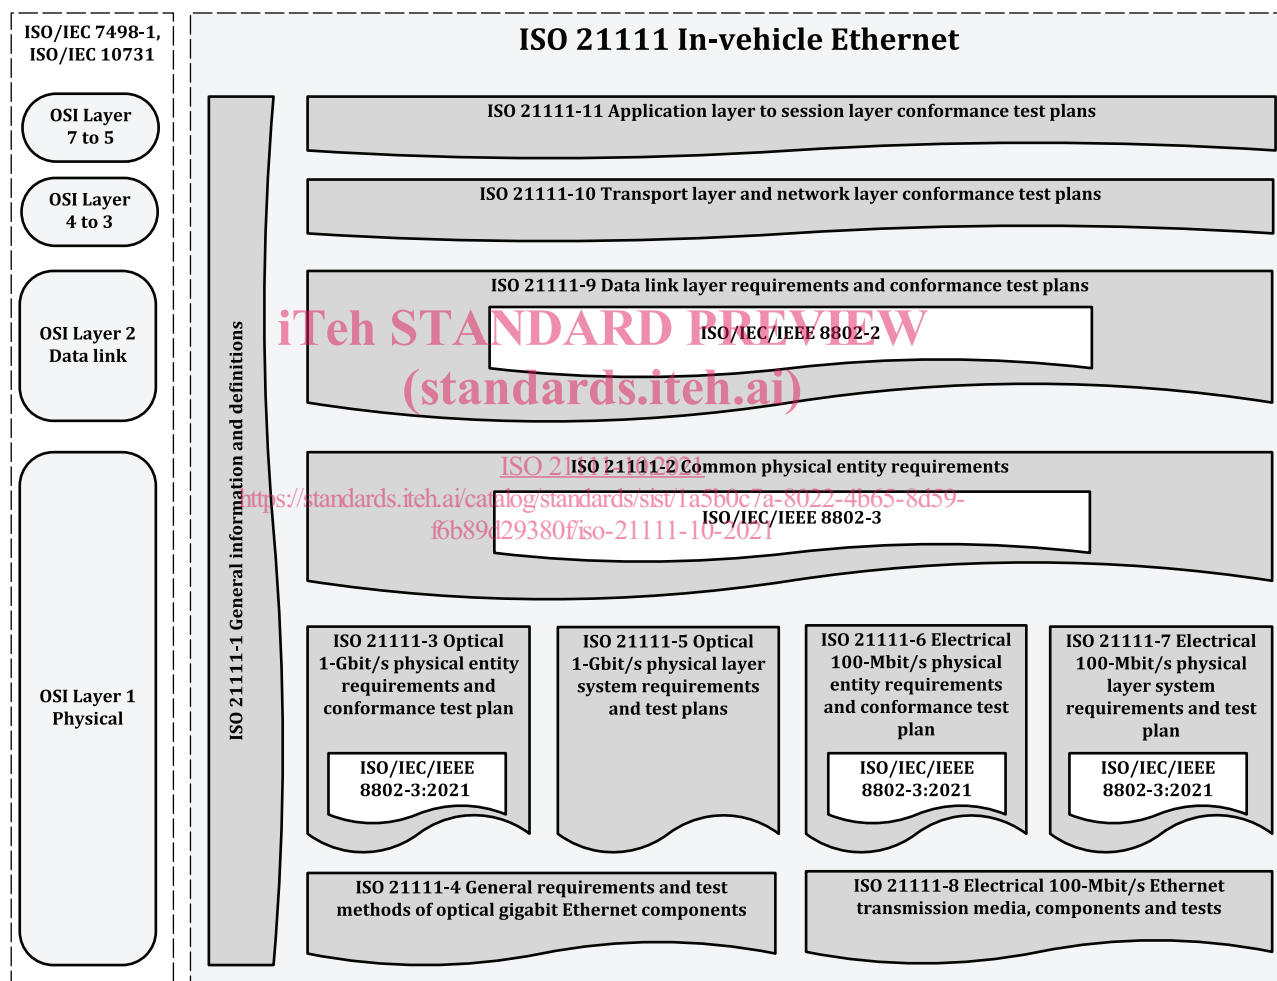 ISO/IEC 7498-1,
ISO/IEC 10731
OSI Layer
7 to 5
OSI Layer
4 to 3
OSI Layer 2
Data link
OSI Layer 1
Physical
ISO 21111 In-vehicle Ethernet
ISO 21111-1 General information and definitions
ISO 21111-11 Application layer to session layer conformance test plans
ISO 21111-10 Transport layer and network layer conformance test plans
ISO 21111-9 Data link layer requirements and conformance test plans
ISO/IEC/IEEE 8802-2
iTeh STANDARD PREVIEW
(standards.iteh.ai)
ISO 21111-2 Common physical entity requirements
ISO 21111-10:2021
https://standards.iteh.ai/catalog/standards/sist/1a5b0c7a-8022-4b65-8d59-
ISO/IEC/IEEE 8802-3
f6b89d29380f/iso-21111-10-2021
ISO 21111-3 Optical
1-Gbit/s physical entity
requirements and
conformance test plan
ISO/IEC/IEEE
8802-3:2021
ISO 21111-5 Optical
1-Gbit/s physical layer
system requirements
and test plans
ISO 21111-6 Electrical
100-Mbit/s physical
entity requirements
and conformance test
plan
ISO/IEC/IEEE
8802-3:2021
ISO 21111-7 Electrical
100-Mbit/s physical
layer system
requirements and test
plan
ISO/IEC/IEEE
8802-3:2021
ISO 21111-4 General requirements and test
methods of optical gigabit Ethernet components
ISO 21111-8 Electrical 100-Mbit/s Ethernet
transmission media, components and tests